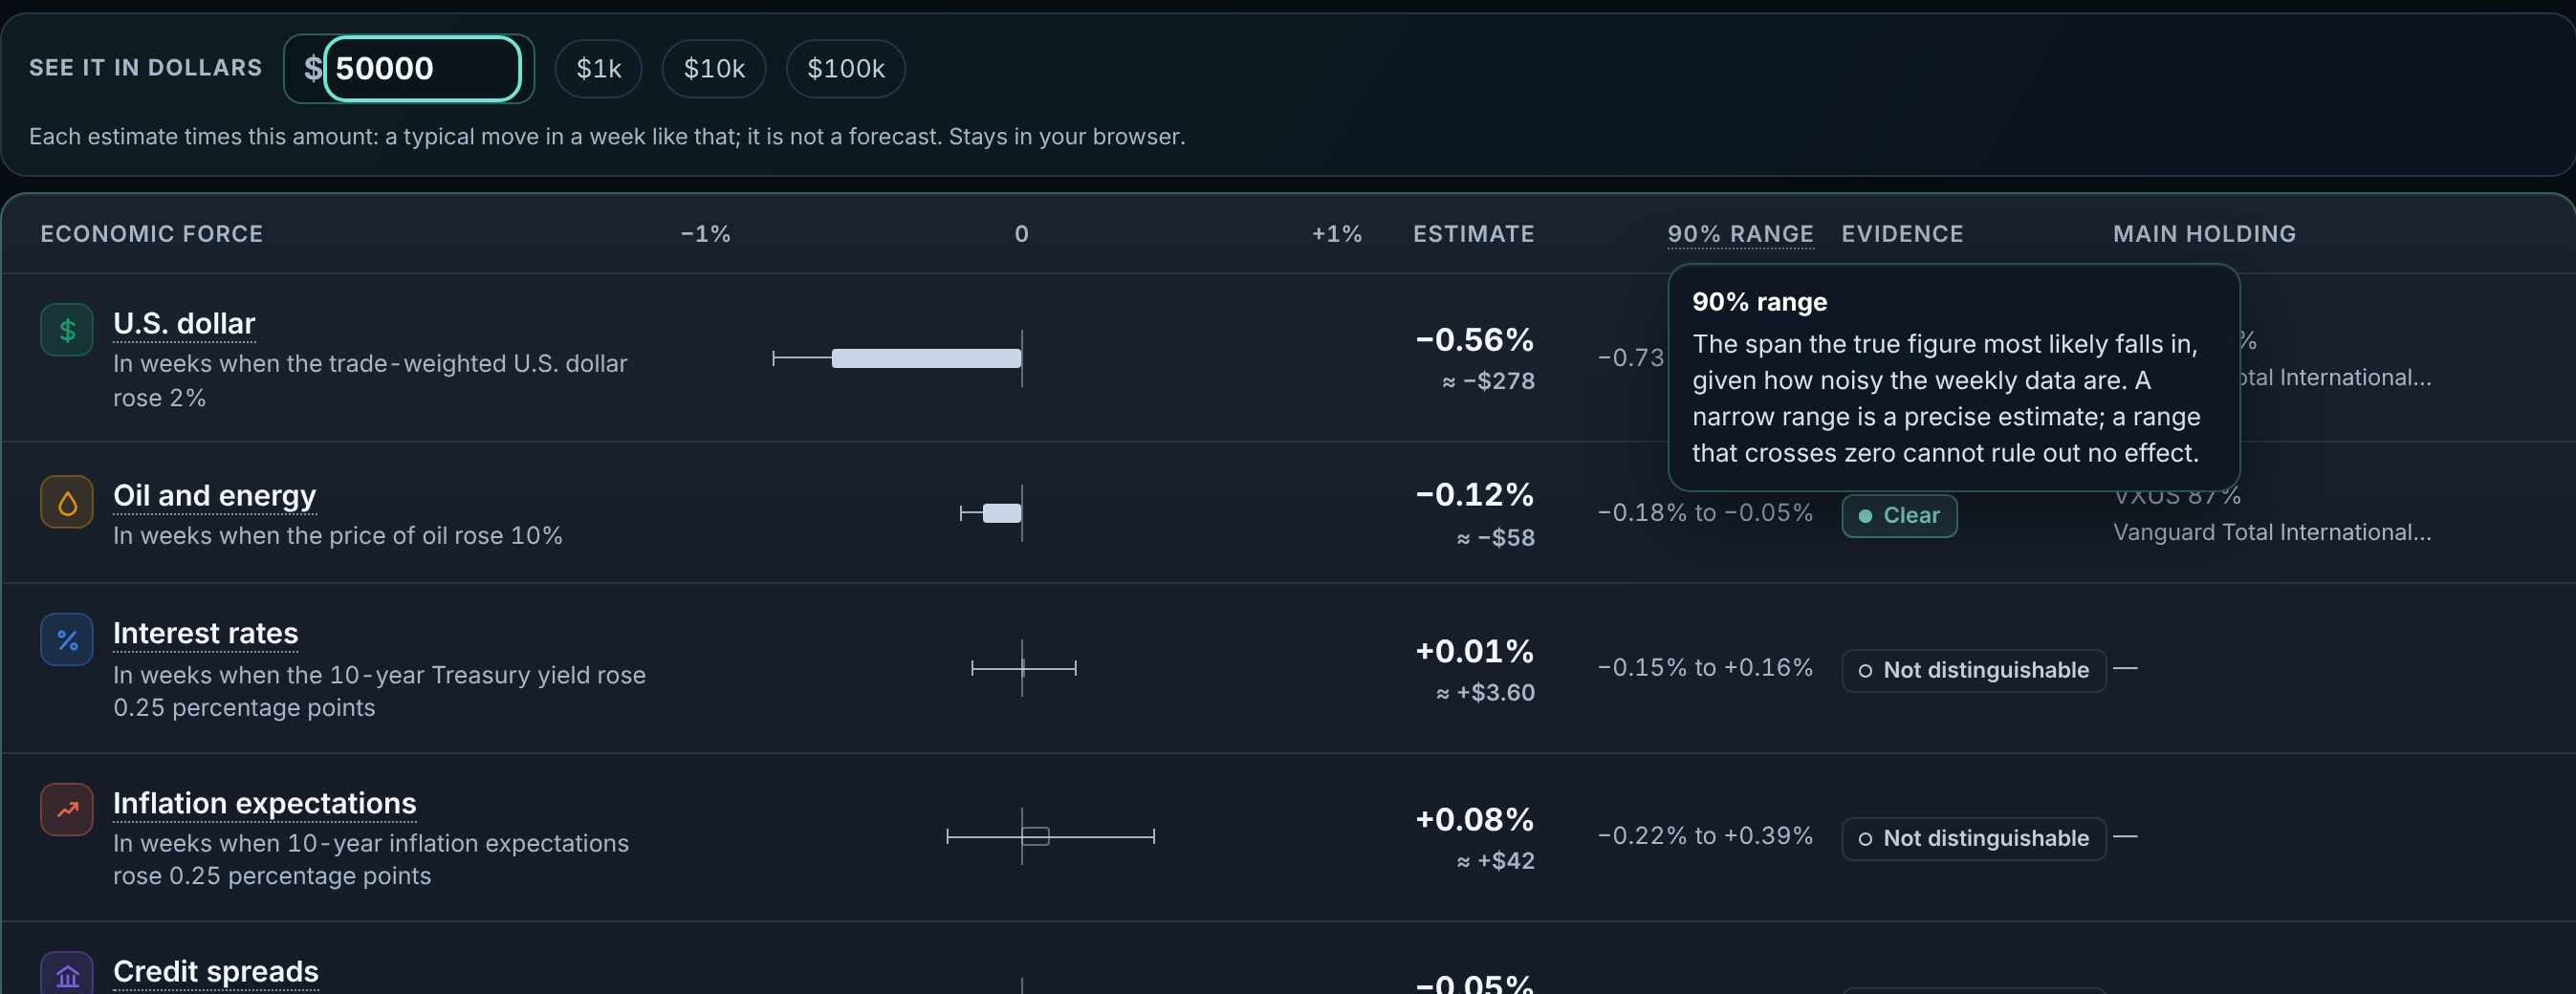 SEE IT IN DOLLARS $ 50000 $1k $10k $100k
Each estimate times this amount: a typical move in a week like that; it is not a forecast. Stays in your browser.
ECONOMIC FORCE −1% 0 +1% ESTIMATE 90% RANGE EVIDENCE MAIN HOLDING
90% range
The span the true figure most likely falls in,
given how noisy the weekly data are. A
narrow range is a precise estimate; a range
that crosses zero cannot rule out no effect.
$ U.S. dollar
In weeks when the trade-weighted U.S. dollar
rose 2%
−0.56%
≈ −$278
−0.73
%
Total International...
Oil and energy
In weeks when the price of oil rose 10%
−0.12%
≈ −$58
−0.18% to −0.05%
Clear
VXUS 87%
Vanguard Total International...
% Interest rates
In weeks when the 10-year Treasury yield rose
0.25 percentage points
+0.01%
≈ +$3.60
−0.15% to +0.16%
Not distinguishable
—
Inflation expectations
In weeks when 10-year inflation expectations
rose 0.25 percentage points
+0.08%
≈ +$42
−0.22% to +0.39%
Not distinguishable
—
Credit spreads
−0.05%